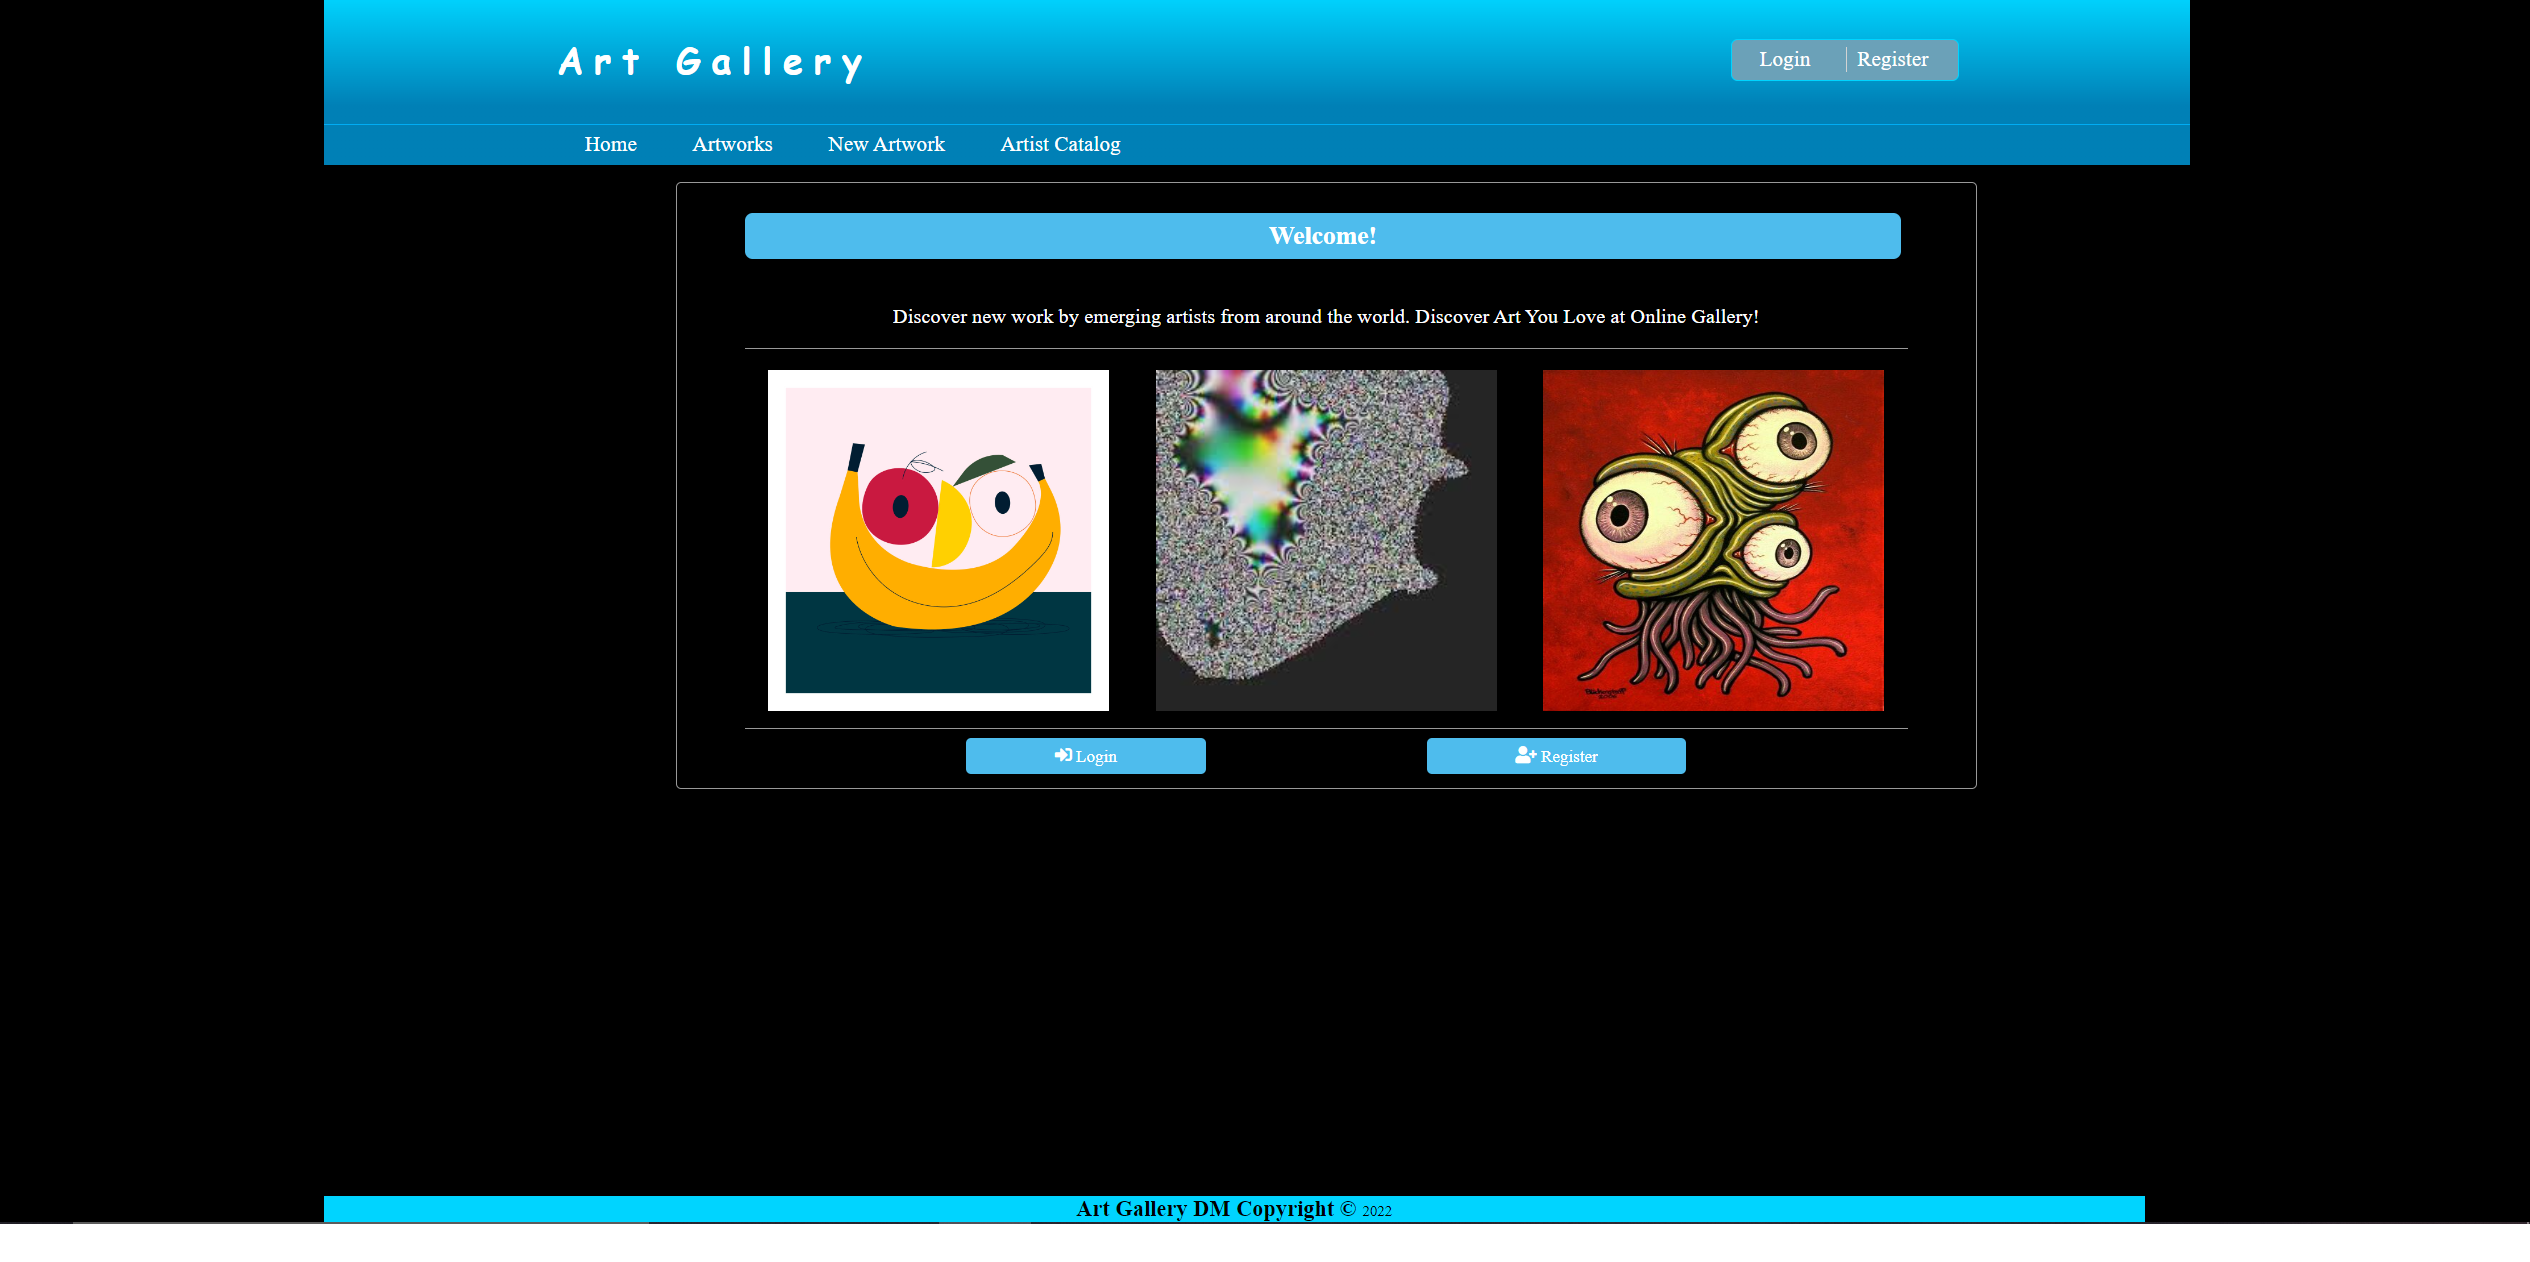 Art Gallery
Login Register
Home Artworks New Artwork Artist Catalog
Welcome!
Discover new work by emerging artists from around the world. Discover Art You Love at Online Gallery!
Login Register
Art Gallery DM Copyright © 2022